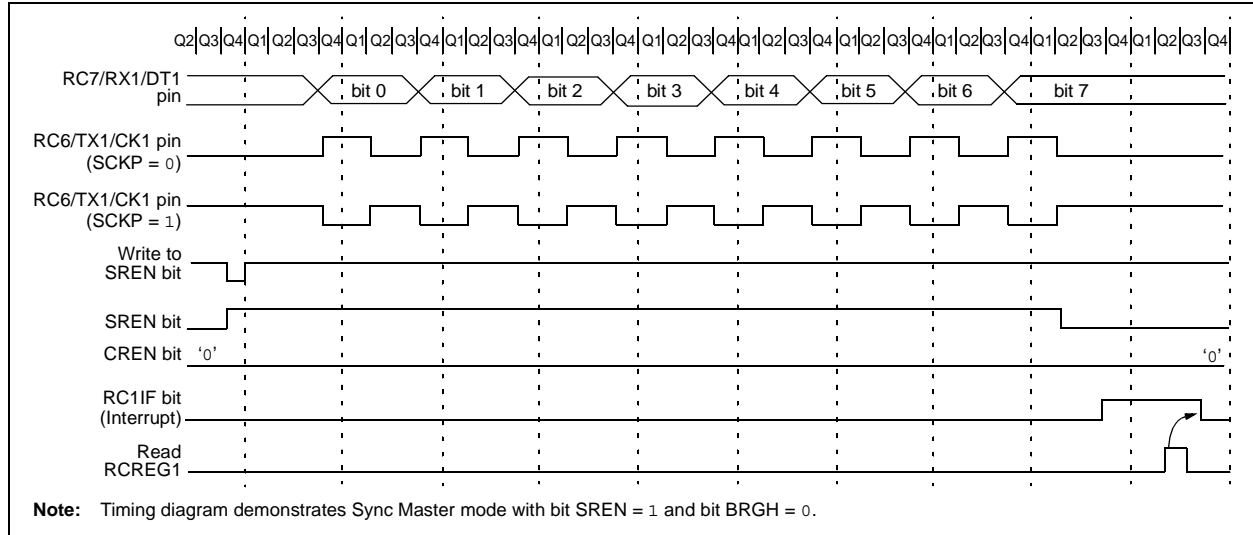 Q2 Q3 Q4 Q1 Q2 Q3 Q4 Q1 Q2 Q3 Q4 Q1 Q2 Q3 Q4 Q1 Q2 Q3 Q4 Q1 Q2 Q3 Q4 Q1 Q2 Q3 Q4 Q1 Q2 Q3 Q4 Q1 Q2 Q3 Q4 Q1 Q2 Q3 Q4 Q1 Q2 Q3 Q4
RC7/RX1/DT1
pin
bit 0 bit 1 bit 2 bit 3 bit 4 bit 5 bit 6 bit 7
RC6/TX1/CK1 pin
(SCKP = 0)
RC6/TX1/CK1 pin
(SCKP = 1)
Write to
SREN bit
SREN bit
CREN bit ‘0’ ‘0’
RC1IF bit
(Interrupt)
Read
RCREG1
Note: Timing diagram demonstrates Sync Master mode with bit SREN = 1 and bit BRGH = 0.